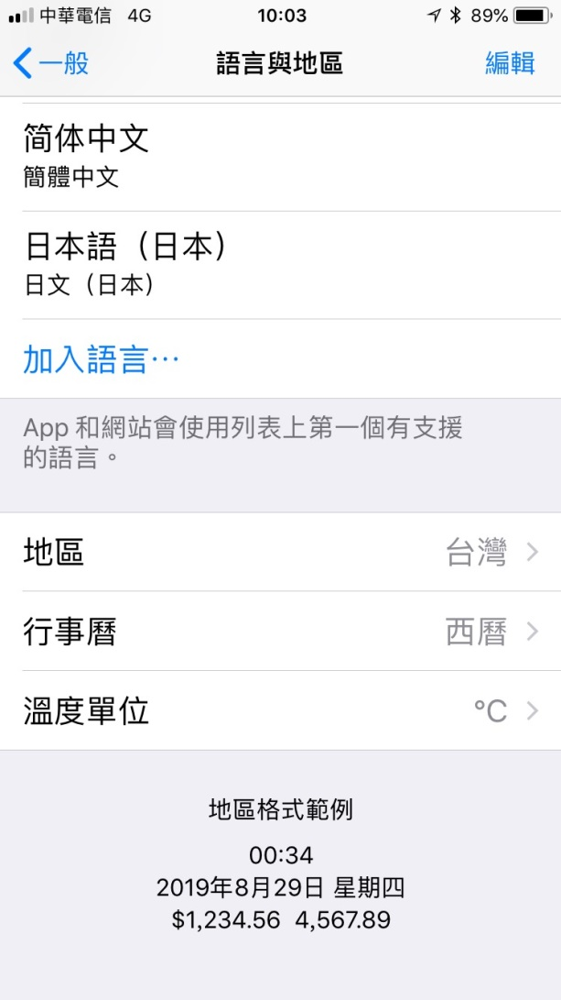 中華電信 4G 10:03 89%
一般 語言與地區 編輯
简体中文
簡體中文
日本語（日本）
日文（日本）
加入語言⋯
App 和網站會使用列表上第一個有支援
的語言。
地區 台灣
行事曆 西曆
溫度單位 °C
地區格式範例
00:34
2019年8月29日 星期四
$1,234.56 4,567.89